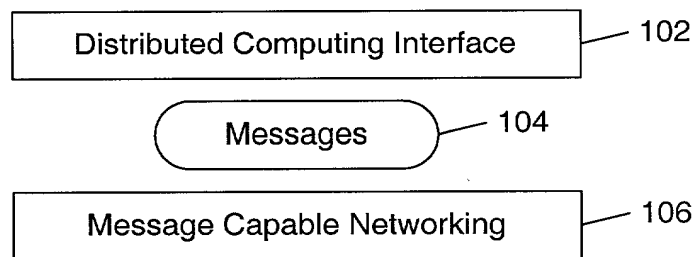 Distributed Computing Interface 102
Messages 104
Message Capable Networking 106